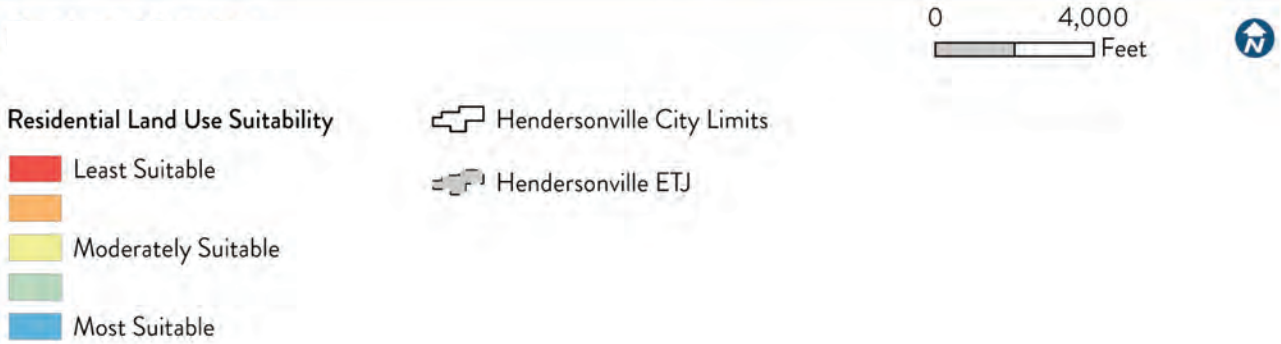 0 4,000
Feet
N
Residential Land Use Suitability
Least Suitable
Moderately Suitable
Most Suitable
Hendersonville City Limits
Hendersonville ETJ